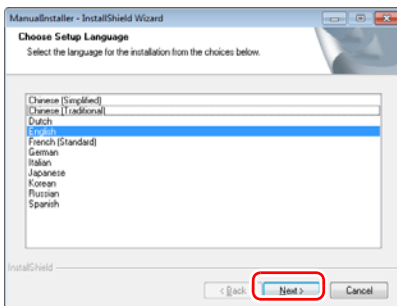 ManualInstaller - InstallShield Wizard
Choose Setup Language
Select the language for the installation from the choices below.
Chinese (Simplified)
Chinese (Traditional)
Dutch
English
French (Standard)
German
Italian
Japanese
Korean
Russian
Spanish
InstallShield
< Back
Next >
Cancel